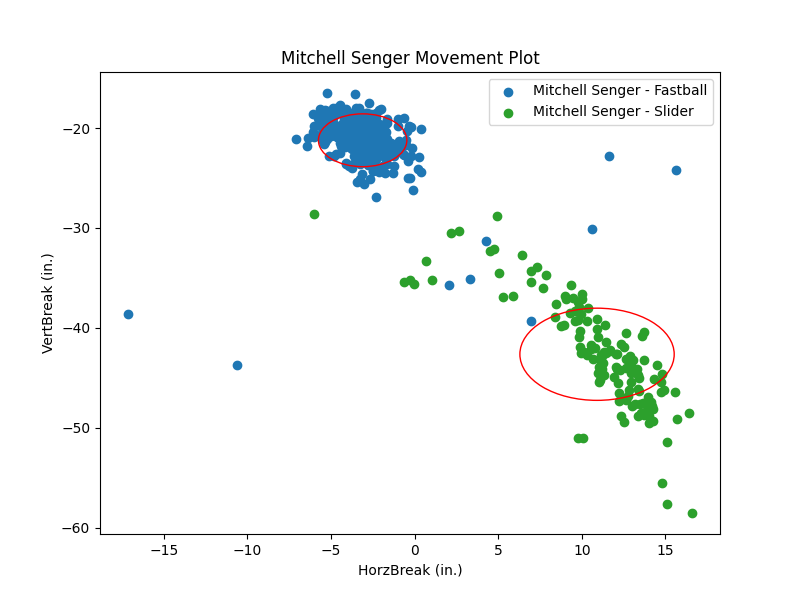 Mitchell Senger Movement Plot
Mitchell Senger - Fastball
Mitchell Senger - Slider
VertBreak (in.)
−20
−30
−40
−50
−60
−15
−10
−5
0
5
10
15
HorzBreak (in.)